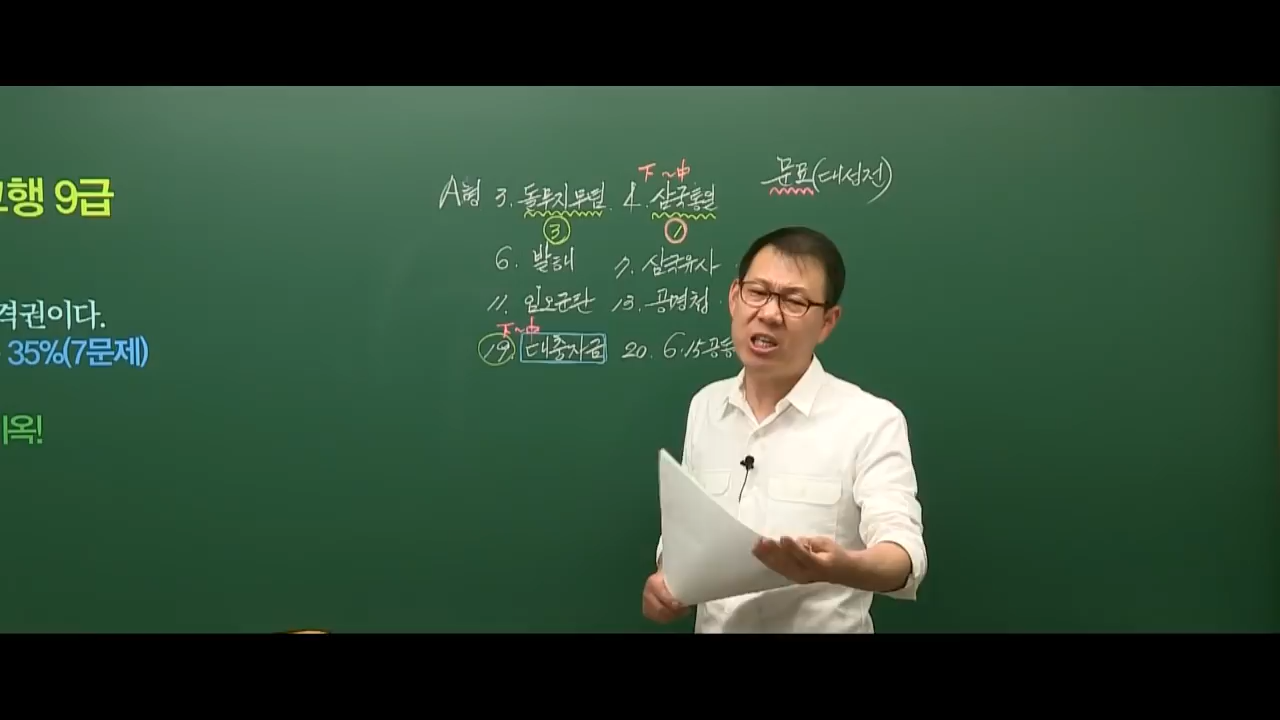 행 9급
격권이다.
35%(7문제)
억!
下~中
문표(대성전)
A형 3. 돌무지무덤 4. 삼국통일
3 1
6. 발해 7. 삼국유사
11. 임오군란 13. 공명첩
下~中
19. 대충자금 20. 6·15공동